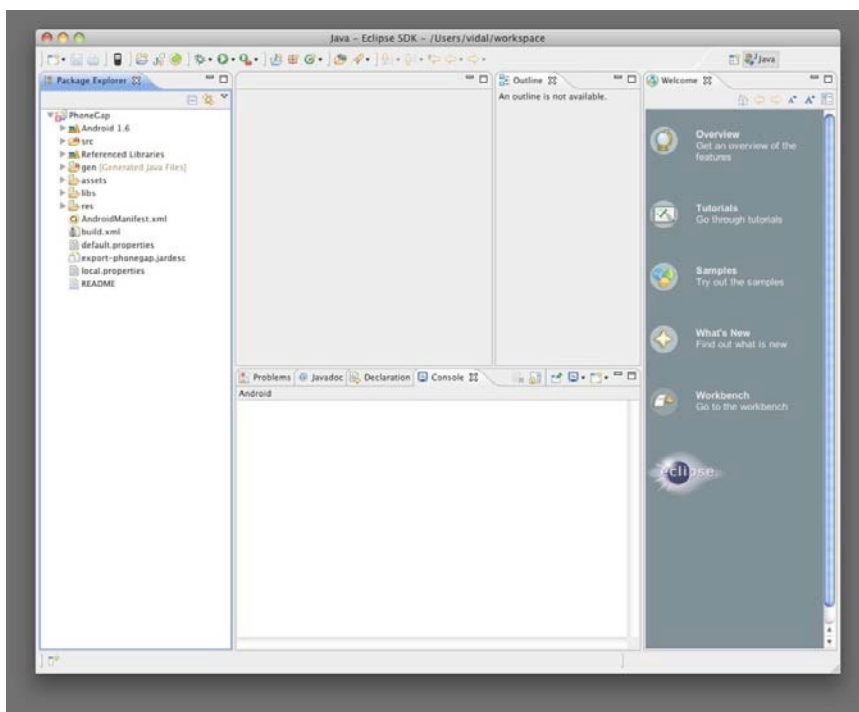 Java – Eclipse SDK – /Users/vidal/workspace
Java
Package Explorer
PhoneGap
Android 1.6
src
Referenced Libraries
gen [Generated Java Files]
assets
libs
res
AndroidManifest.xml
build.xml
default.properties
export-phonegap.jardesc
local.properties
README
Outline
An outline is not available.
Welcome
Overview
Get an overview of the
features
Tutorials
Go through tutorials
Samples
Try out the samples
What's New
Find out what is new
Workbench
Go to the workbench
eclipse
Problems
Javadoc
Declaration
Console
Android